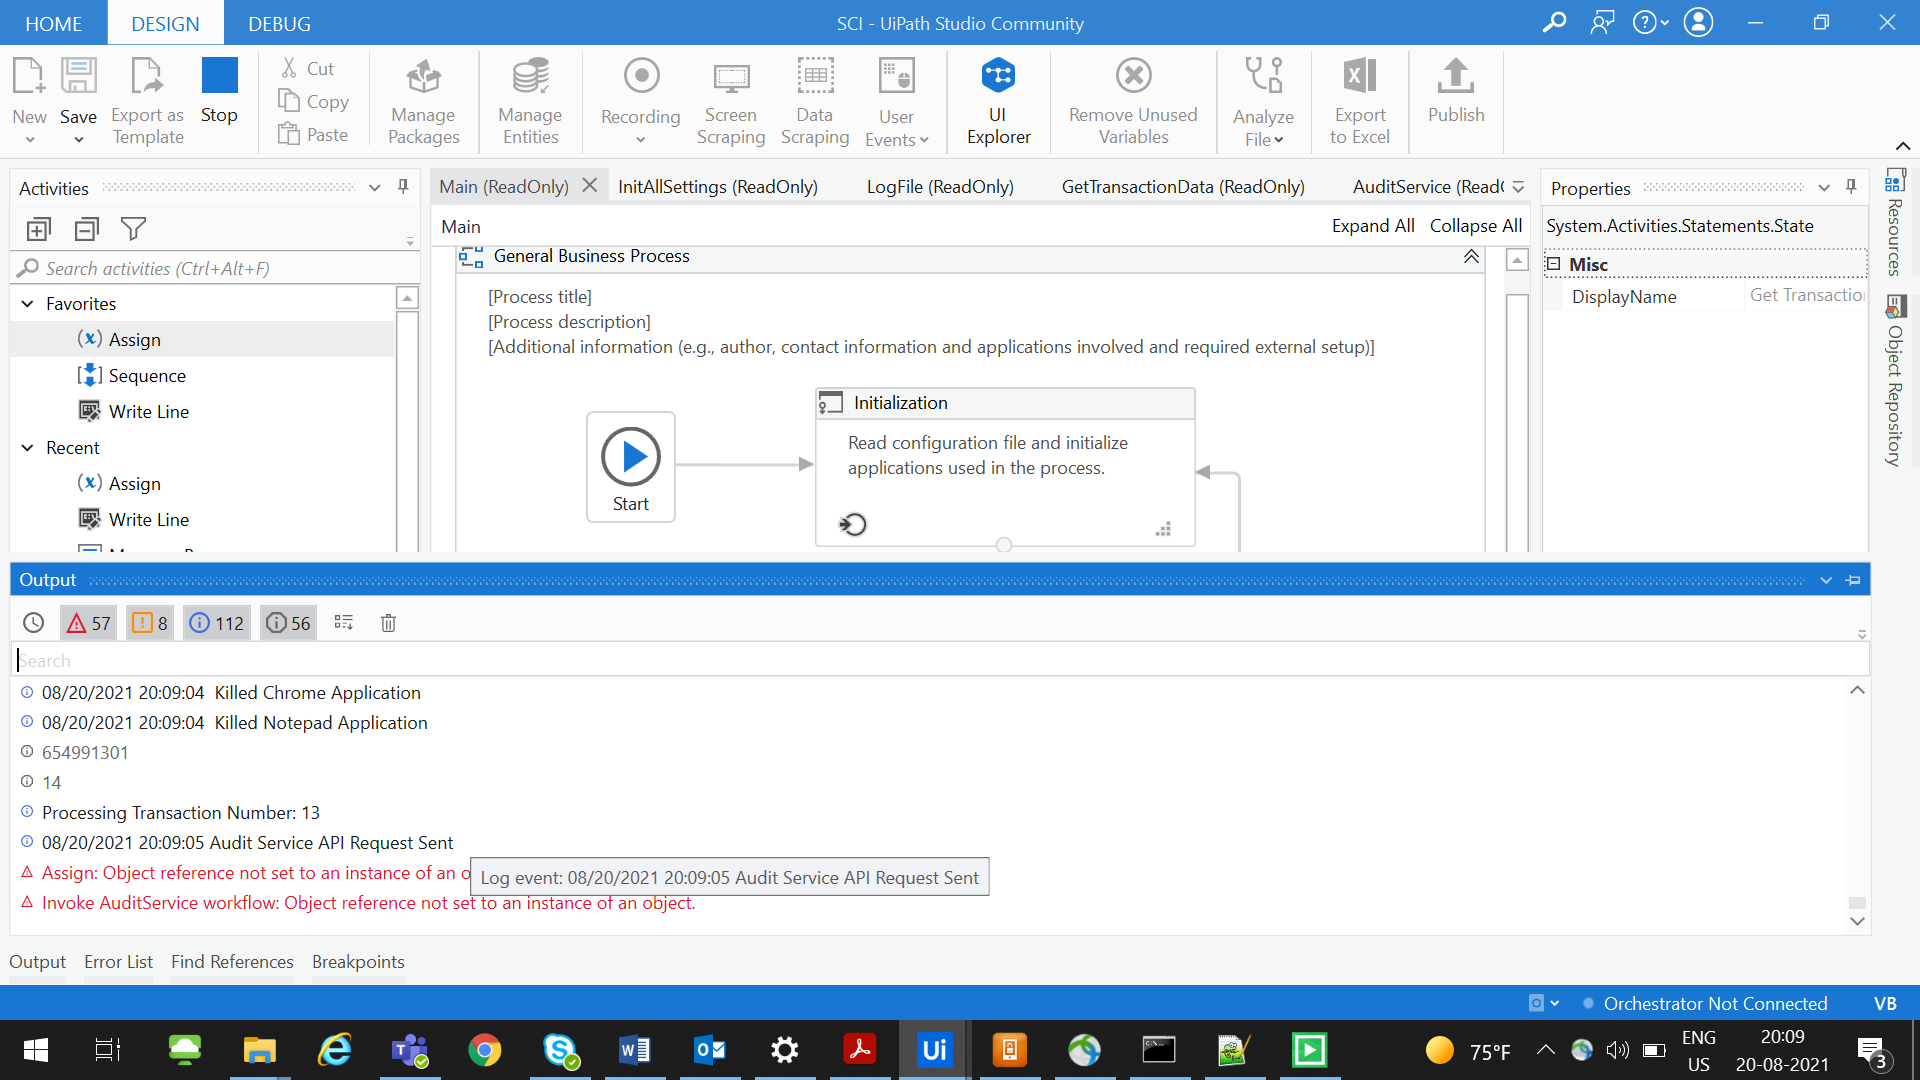 HOME
DESIGN
DEBUG
SCI - UiPath Studio Community
New
Save
Export as
Template
Stop
Cut
Copy
Paste
Manage
Packages
Manage
Entities
Recording
Screen
Scraping
Data
Scraping
User
Events
UI
Explorer
Remove Unused
Variables
Analyze
File
Export
to Excel
Publish
Activities
Search activities (Ctrl+Alt+F)
Favorites
Assign
Sequence
Write Line
Recent
Assign
Write Line
Main (ReadOnly)
InitAllSettings (ReadOnly)
LogFile (ReadOnly)
GetTransactionData (ReadOnly)
AuditService (Read
Main
Expand All
Collapse All
General Business Process
[Process title]
[Process description]
[Additional information (e.g., author, contact information and applications involved and required external setup)]
Start
Initialization
Read configuration file and initialize
applications used in the process.
Properties
System.Activities.Statements.State
Misc
DisplayName
Get Transactio
Resources
Object Repository
Output
57
8
112
56
Search
08/20/2021 20:09:04 Killed Chrome Application
08/20/2021 20:09:04 Killed Notepad Application
654991301
14
Processing Transaction Number: 13
08/20/2021 20:09:05 Audit Service API Request Sent
Assign: Object reference not set to an instance of an o
Log event: 08/20/2021 20:09:05 Audit Service API Request Sent
Invoke AuditService workflow: Object reference not set to an instance of an object.
Output
Error List
Find References
Breakpoints
Orchestrator Not Connected
VB
Ui
75°F
ENG
US
20:09
20-08-2021
3